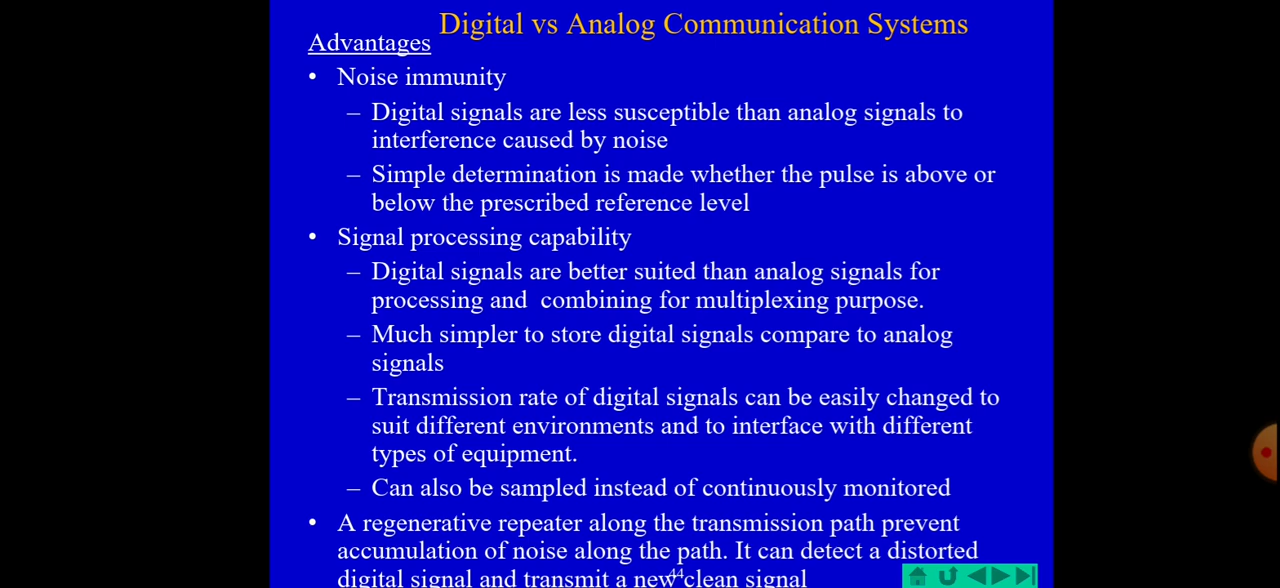 Digital vs Analog Communication Systems
Advantages
• Noise immunity
– Digital signals are less susceptible than analog signals to
interference caused by noise
– Simple determination is made whether the pulse is above or
below the prescribed reference level
• Signal processing capability
– Digital signals are better suited than analog signals for
processing and  combining for multiplexing purpose.
– Much simpler to store digital signals compare to analog
signals
– Transmission rate of digital signals can be easily changed to
suit different environments and to interface with different
types of equipment.
– Can also be sampled instead of continuously monitored
• A regenerative repeater along the transmission path prevent
accumulation of noise along the path. It can detect a distorted
digital signal and transmit a new clean signal
44